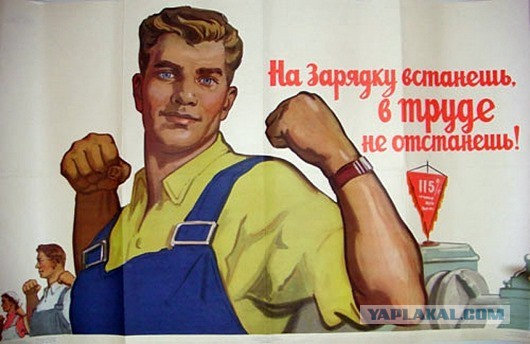 На Зарядку встанешь,
в труде
не отстанешь!
115%
YAPLAKAL.COM